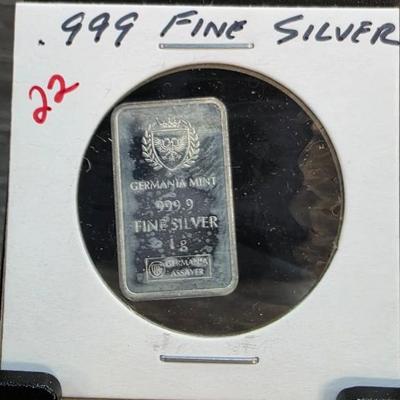 .999 FINE SILVER
22
GERMANIA MINT
999.9
FINE SILVER
1g
GERMANIA
ASSAYER